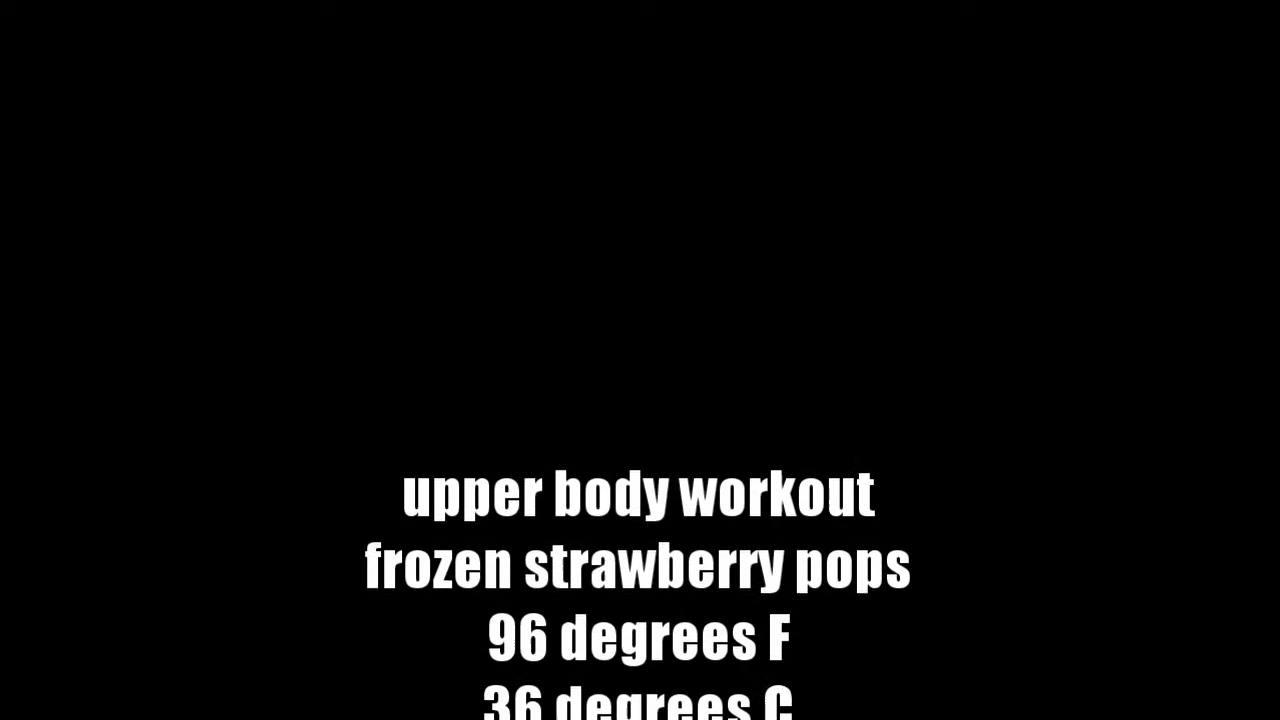 upper body workout
frozen strawberry pops
96 degrees F
36 degrees C